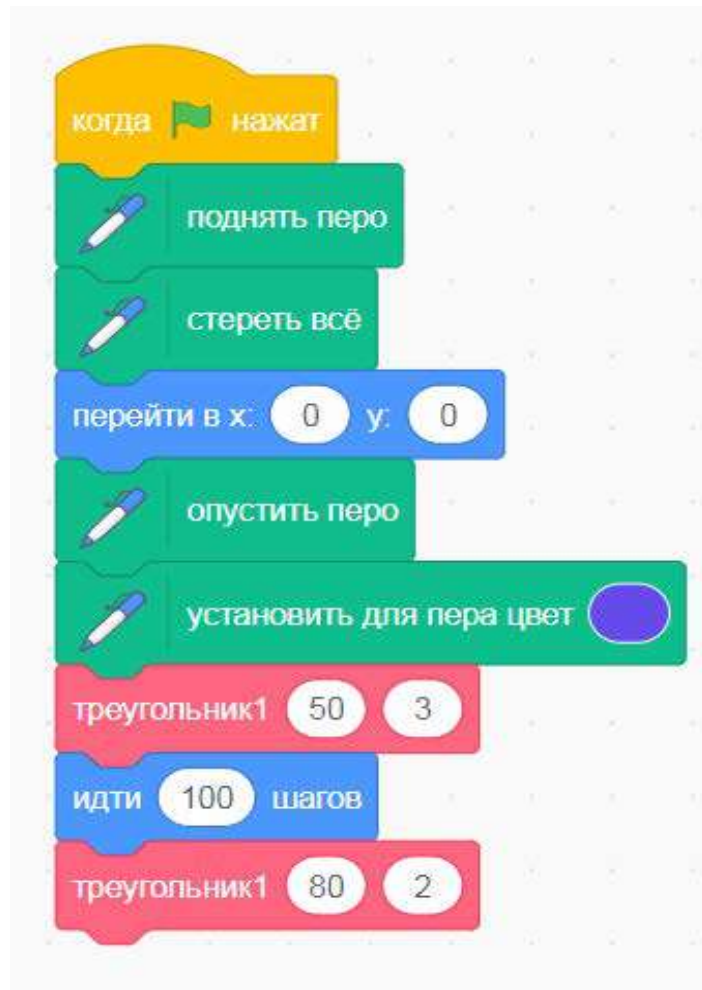 когда нажат
поднять перо
стереть всё
перейти в x: 0 y: 0
опустить перо
установить для пера цвет
треугольник1 50 3
идти 100 шагов
треугольник1 80 2